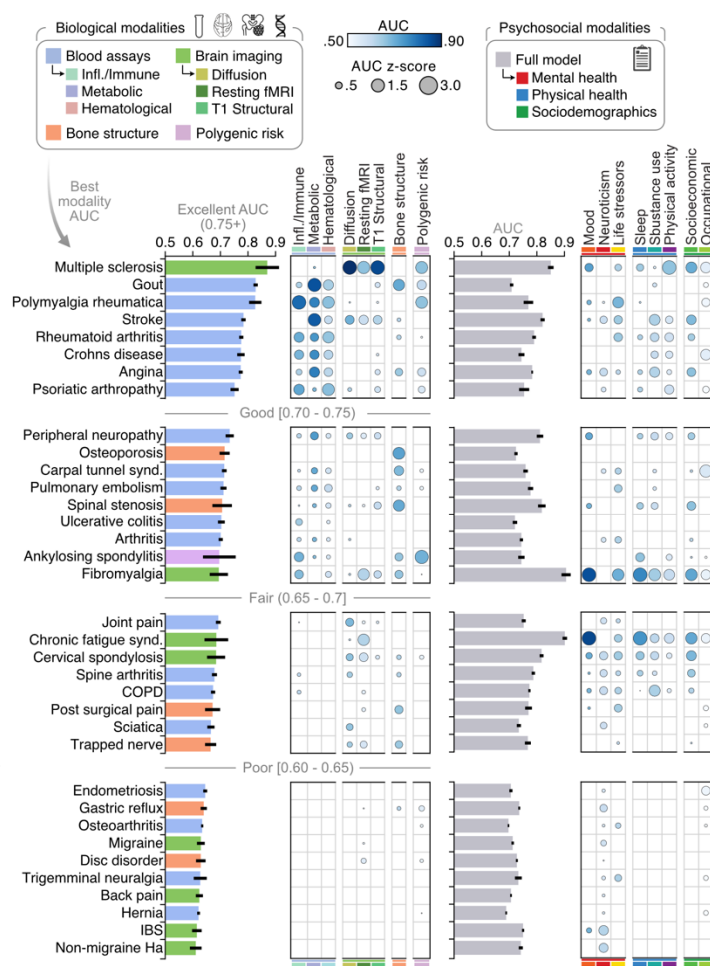 Biological modalities
Blood assays
Infl./Immune
Metabolic
Hematological
Bone structure
Brain imaging
Diffusion
Resting fMRI
T1 Structural
Polygenic risk
AUC
.50
.90
AUC z-score
.5
1.5
3.0
Psychosocial modalities
Full model
Mental health
Physical health
Sociodemographics
Best
modality
AUC
Excellent AUC
(0.75+)
0.5 0.6 0.7 0.8 0.9
Infl./Immune
Metabolic
Hematological
Diffusion
Resting fMRI
T1 Structural
Bone structure
Polygenic risk
AUC
0.5 0.6 0.7 0.8 0.9
Mood
Neuroticism
Life stressors
Sleep
Sbustance use
Physical activity
Socioeconomic
Occupational
Multiple sclerosis
Gout
Polymyalgia rheumatica
Stroke
Rheumatoid arthritis
Crohns disease
Angina
Psoriatic arthropathy
Good [0.70 - 0.75)
Peripheral neuropathy
Osteoporosis
Carpal tunnel synd.
Pulmonary embolism
Spinal stenosis
Ulcerative colitis
Arthritis
Ankylosing spondylitis
Fibromyalgia
Fair (0.65 - 0.7]
Joint pain
Chronic fatigue synd.
Cervical spondylosis
Spine arthritis
COPD
Post surgical pain
Sciatica
Trapped nerve
Poor [0.60 - 0.65)
Endometriosis
Gastric reflux
Osteoarthritis
Migraine
Disc disorder
Trigemminal neuralgia
Back pain
Hernia
IBS
Non-migraine Ha